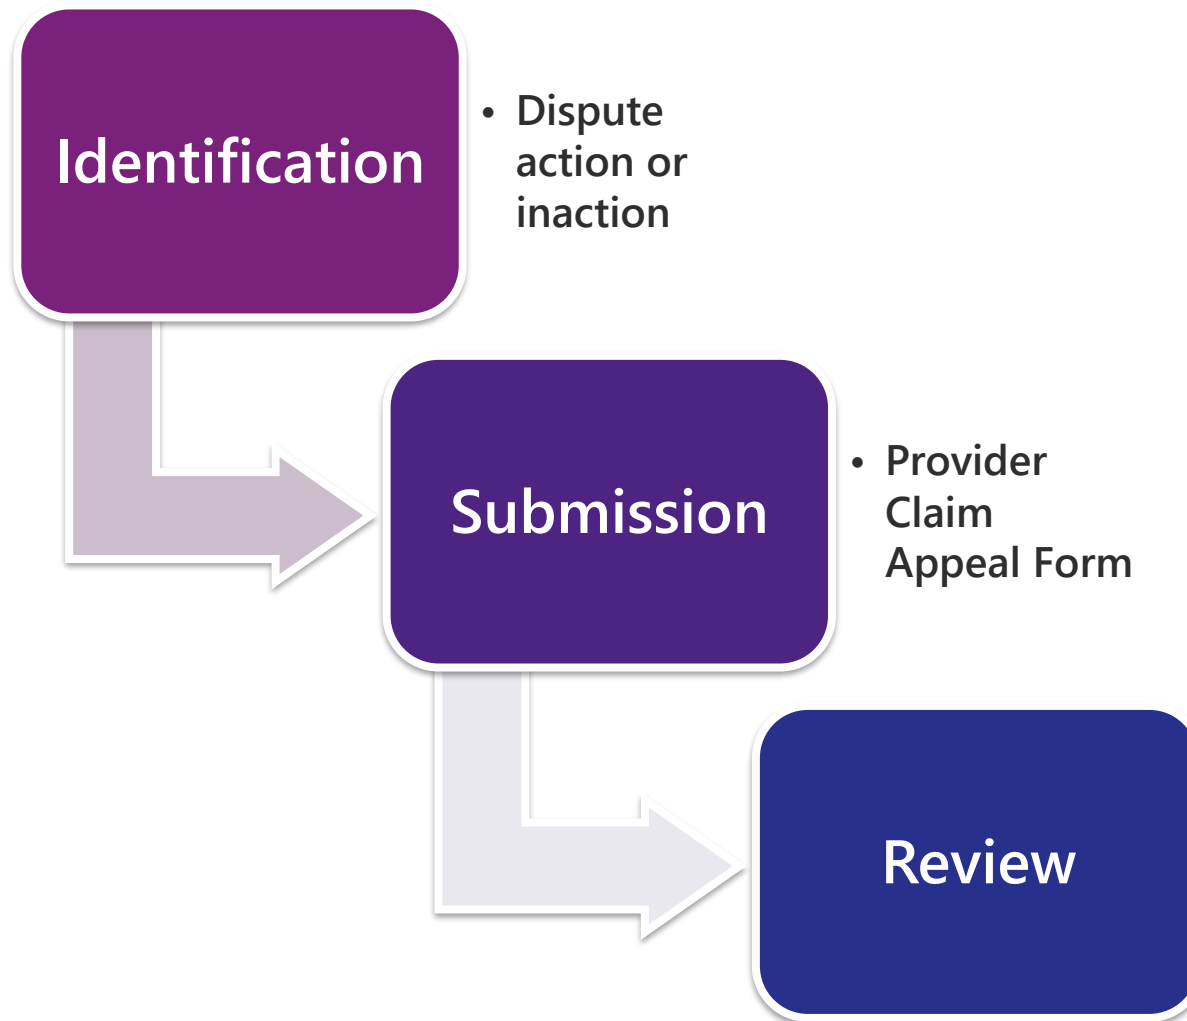 Identification
• Dispute
action or
inaction
Submission
• Provider
Claim
Appeal Form
Review